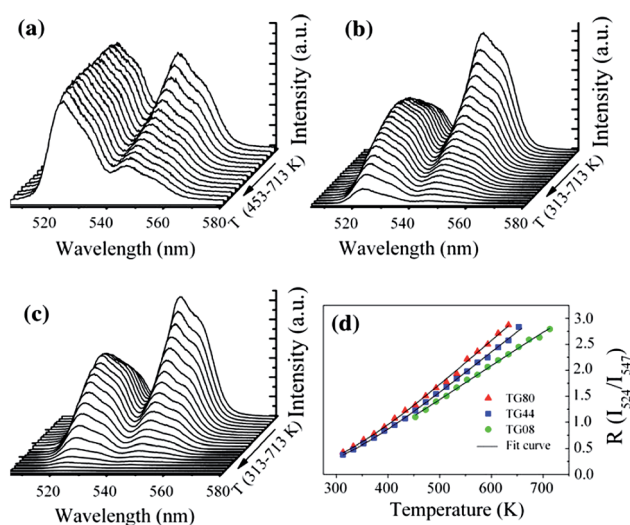 (a)
Intensity (a.u.)
T (453-713 K)
520 540 560 580
Wavelength (nm)
(b)
Intensity (a.u.)
T (313-713 K)
520 540 560 580
Wavelength (nm)
(c)
Intensity (a.u.)
T (313-713 K)
520 540 560 580
Wavelength (nm)
(d)
3.0
2.5
2.0
1.5
1.0
0.5
0.0
R (I524/I547)
TG80
TG44
TG08
Fit curve
300 400 500 600 700
Temperature (K)